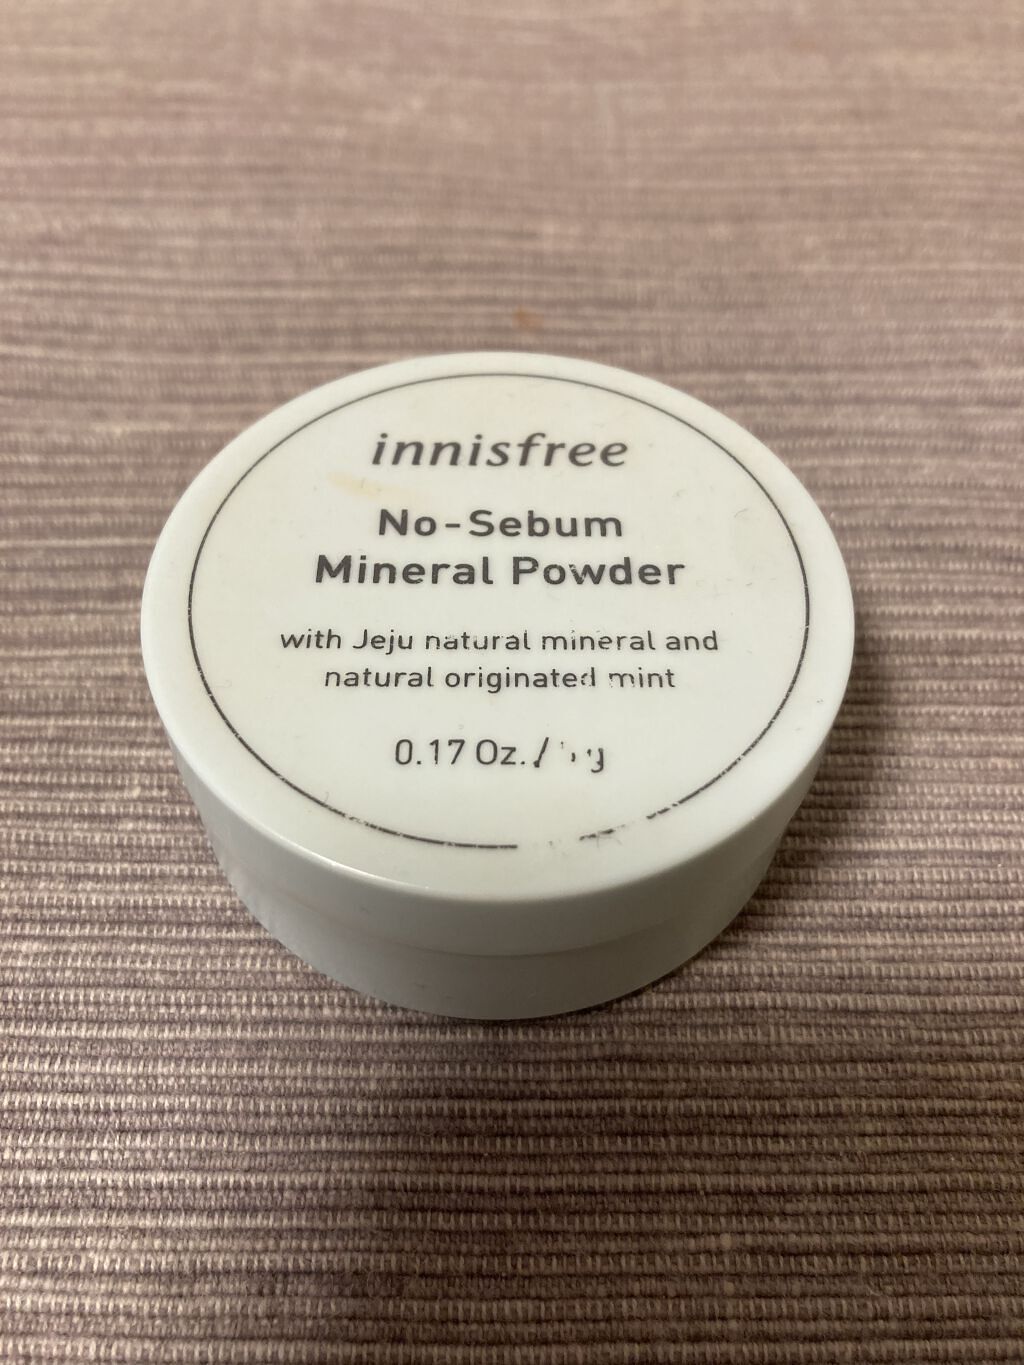 innisfree
No-Sebum
Mineral Powder
with Jeju natural mineral and
natural originated mint
0.17 Oz. /